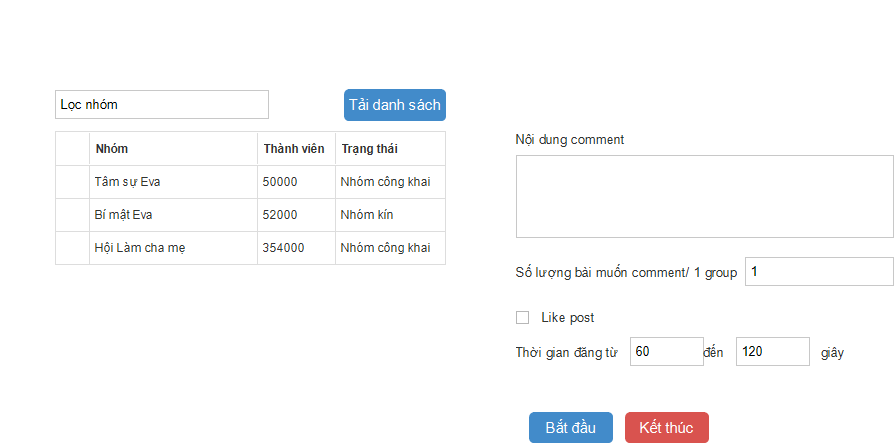 Lọc nhóm
Tải danh sách
Nhóm Thành viên Trạng thái
Tâm sự Eva 50000 Nhóm công khai
Bí mật Eva 52000 Nhóm kín
Hội Làm cha mẹ 354000 Nhóm công khai
Nội dung comment
Số lượng bài muốn comment/ 1 group 1
Like post
Thời gian đăng từ 60 đến 120 giây
Bắt đầu Kết thúc